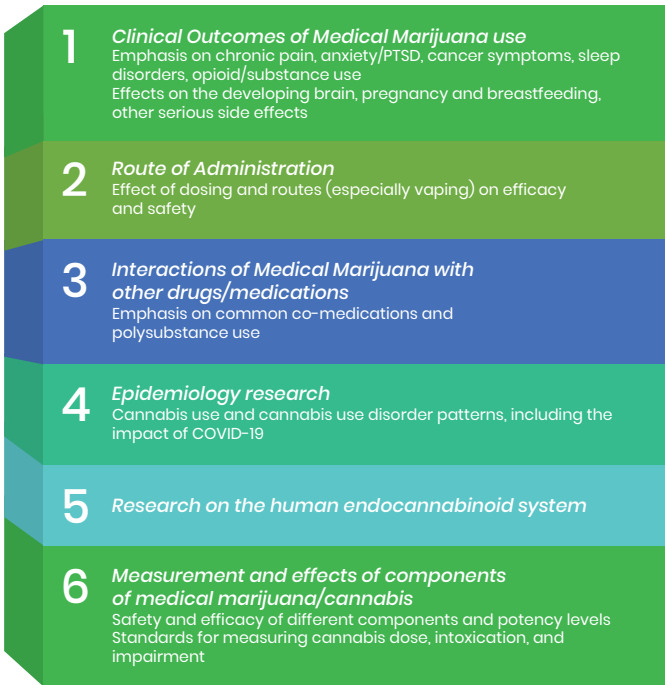 1
Clinical Outcomes of Medical Marijuana use
Emphasis on chronic pain, anxiety/PTSD, cancer symptoms, sleep
disorders, opioid/substance use
Effects on the developing brain, pregnancy and breastfeeding,
other serious side effects
2
Route of Administration
Effect of dosing and routes (especially vaping) on efficacy
and safety
3
Interactions of Medical Marijuana with
other drugs/medications
Emphasis on common co-medications and
polysubstance use
4
Epidemiology research
Cannabis use and cannabis use disorder patterns, including the
impact of COVID-19
5
Research on the human endocannabinoid system
6
Measurement and effects of components
of medical marijuana/cannabis
Safety and efficacy of different components and potency levels
Standards for measuring cannabis dose, intoxication, and
impairment